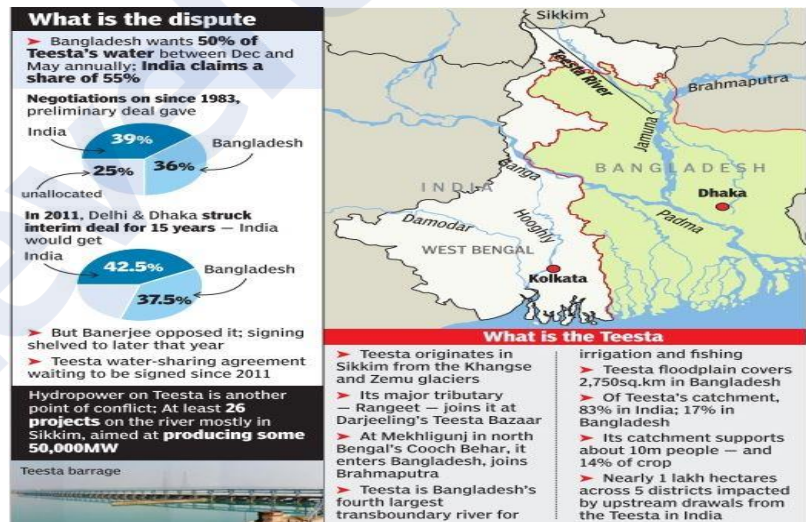 What is the dispute
➤ Bangladesh wants 50% of
Teesta's water between Dec and
May annually; India claims a
share of 55%
Negotiations on since 1983,
preliminary deal gave
India
39%
Bangladesh
25%
36%
unallocated
In 2011, Delhi & Dhaka struck
interim deal for 15 years — India
would get
India
42.5%
Bangladesh
37.5%
➤ But Banerjee opposed it; signing
shelved to later that year
➤ Teesta water-sharing agreement
waiting to be signed since 2011
Hydropower on Teesta is another
point of conflict; At least 26
projects on the river mostly in
Sikkim, aimed at producing some
50,000MW
Teesta barrage
Sikkim
Teesta River
Brahmaputra
Jamuna
Ganga
BANGLADESH
INDIA
Dhaka
Padma
Damodar
Hooghly
WEST BENGAL
Kolkata
What is the Teesta
➤ Teesta originates in
Sikkim from the Khangse
and Zemu glaciers
➤ Its major tributary
— Rangeet — joins it at
Darjeeling's Teesta Bazaar
➤ At Mekhligunj in north
Bengal's Cooch Behar, it
enters Bangladesh, joins
Brahmaputra
➤ Teesta is Bangladesh's
fourth largest
transboundary river for
irrigation and fishing
➤ Teesta floodplain covers
2,750sq.km in Bangladesh
➤ Of Teesta's catchment,
83% in India; 17% in
Bangladesh
➤ Its catchment supports
about 10m people — and
14% of crop
➤ Nearly 1 lakh hectares
across 5 districts impacted
by upstream drawals from
the Teesta in India